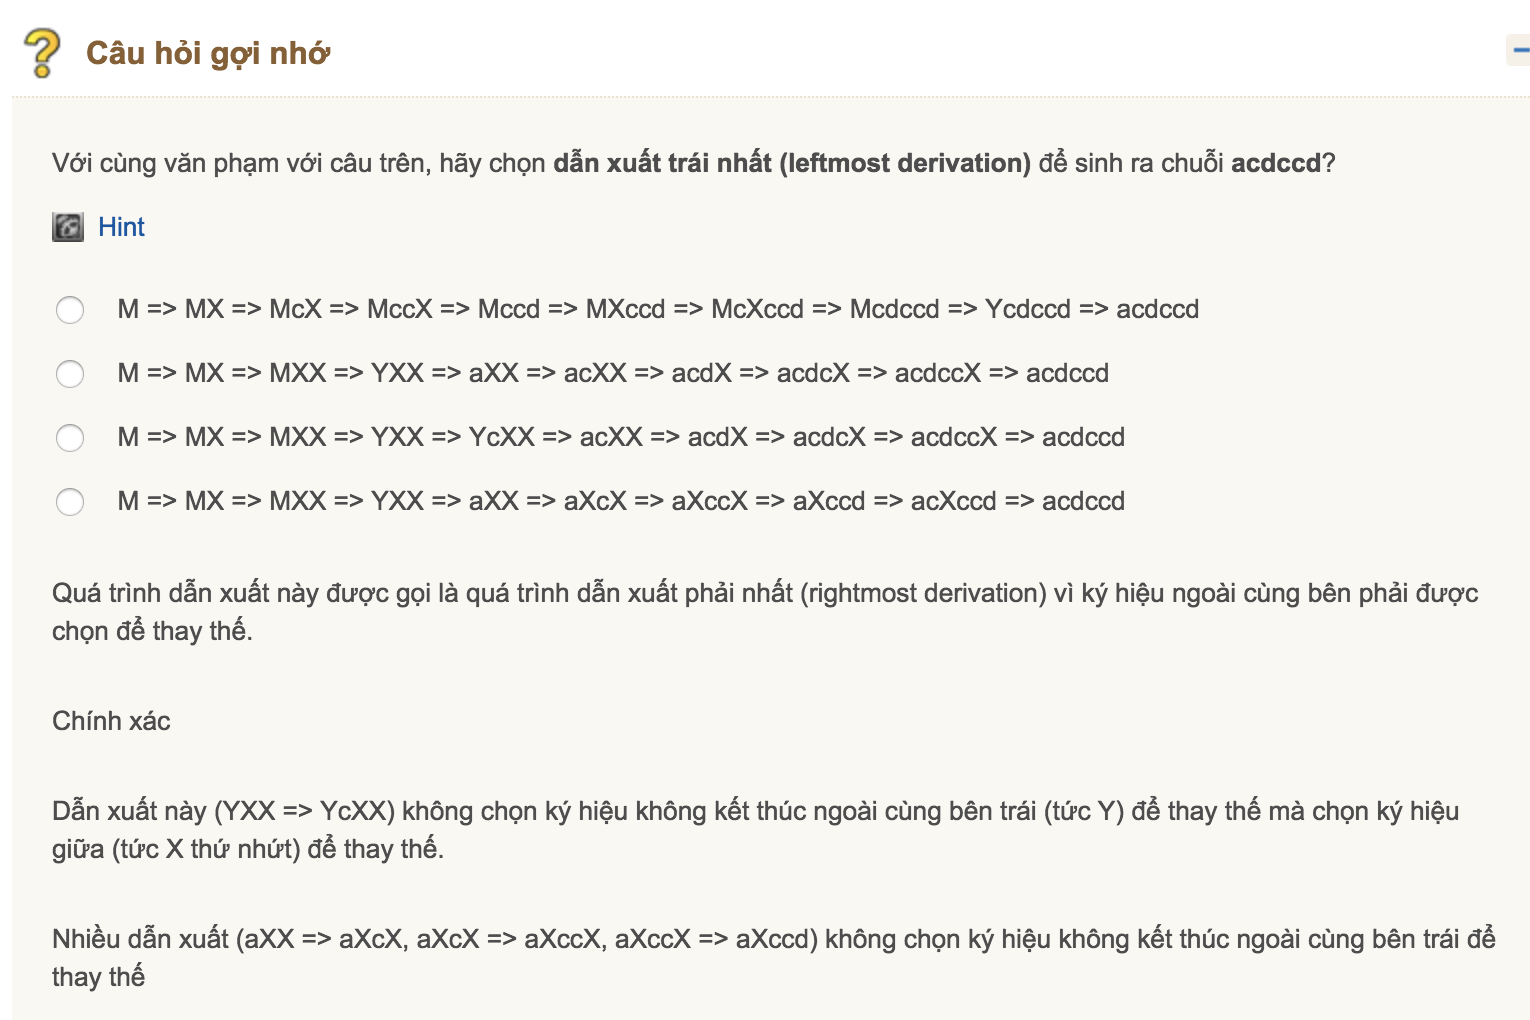 Câu hỏi gợi nhớ
Với cùng văn phạm với câu trên, hãy chọn dẫn xuất trái nhất (leftmost derivation) để sinh ra chuỗi acdccd?
Hint
M => MX => McX => MccX => Mccd => MXccd => McXccd => Mcdccd => Ycdccd => acdccd
M => MX => MXX => YXX => aXX => acXX => acdX => acdcX => acdccX => acdccd
M => MX => MXX => YXX => YcXX => acXX => acdX => acdcX => acdccX => acdccd
M => MX => MXX => YXX => aXX => aXcX => aXccX => aXccd => acXccd => acdccd
Quá trình dẫn xuất này được gọi là quá trình dẫn xuất phải nhất (rightmost derivation) vì ký hiệu ngoài cùng bên phải được
chọn để thay thế.
Chính xác
Dẫn xuất này (YXX => YcXX) không chọn ký hiệu không kết thúc ngoài cùng bên trái (tức Y) để thay thế mà chọn ký hiệu
giữa (tức X thứ nhứt) để thay thế.
Nhiều dẫn xuất (aXX => aXcX, aXcX => aXccX, aXccX => aXccd) không chọn ký hiệu không kết thúc ngoài cùng bên trái để
thay thế